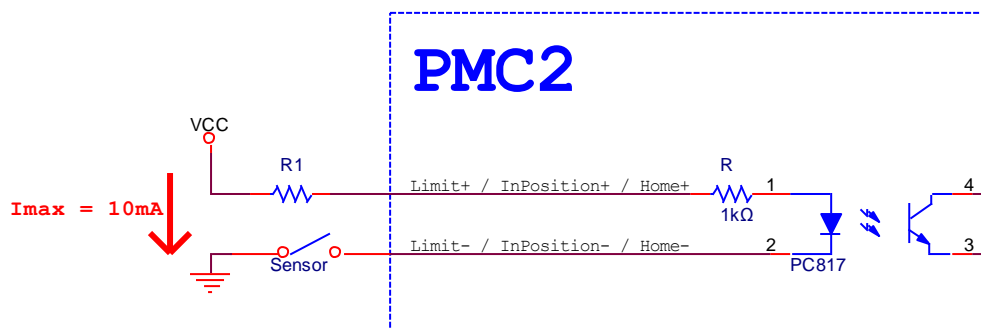 PMC2
VCC
R1
Limit+ / InPosition+ / Home+
R
1
4
1kΩ
Imax = 10mA
Limit- / InPosition- / Home-
2
3
Sensor
PC817